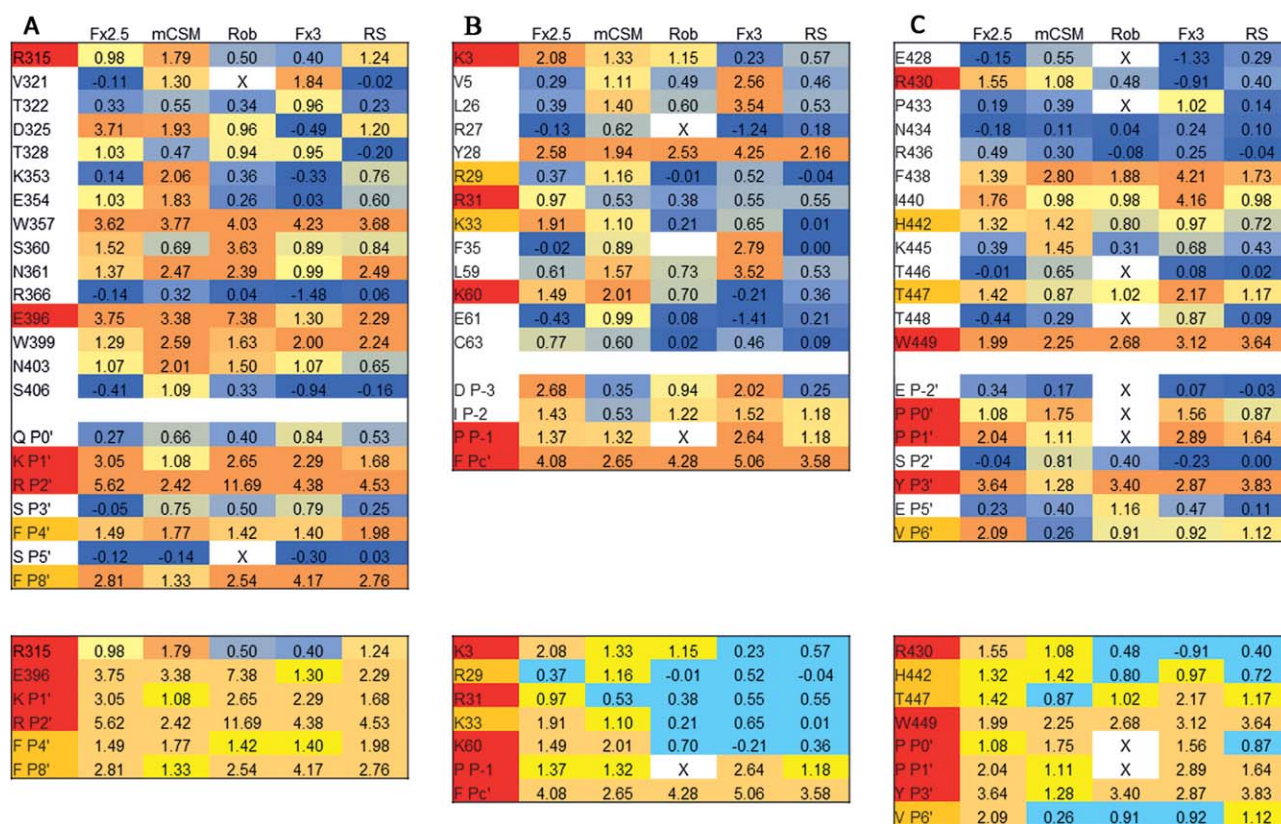 A
Fx2.5 mCSM Rob Fx3 RS
R315 0.98 1.79 0.50 0.40 1.24
V321 -0.11 1.30 X 1.84 -0.02
T322 0.33 0.55 0.34 0.96 0.23
D325 3.71 1.93 0.96 -0.49 1.20
T328 1.03 0.47 0.94 0.95 -0.20
K353 0.14 2.06 0.36 -0.33 0.76
E354 1.03 1.83 0.26 0.03 0.60
W357 3.62 3.77 4.03 4.23 3.68
S360 1.52 0.69 3.63 0.89 0.84
N361 1.37 2.47 2.39 0.99 2.49
R366 -0.14 0.32 0.04 -1.48 0.06
E396 3.75 3.38 7.38 1.30 2.29
W399 1.29 2.59 1.63 2.00 2.24
N403 1.07 2.01 1.50 1.07 0.65
S406 -0.41 1.09 0.33 -0.94 -0.16
Q P0' 0.27 0.66 0.40 0.84 0.53
K P1' 3.05 1.08 2.65 2.29 1.68
R P2' 5.62 2.42 11.69 4.38 4.53
S P3' -0.05 0.75 0.50 0.79 0.25
F P4' 1.49 1.77 1.42 1.40 1.98
S P5' -0.12 -0.14 X -0.30 0.03
F P8' 2.81 1.33 2.54 4.17 2.76
R315 0.98 1.79 0.50 0.40 1.24
E396 3.75 3.38 7.38 1.30 2.29
K P1' 3.05 1.08 2.65 2.29 1.68
R P2' 5.62 2.42 11.69 4.38 4.53
F P4' 1.49 1.77 1.42 1.40 1.98
F P8' 2.81 1.33 2.54 4.17 2.76
B
Fx2.5 mCSM Rob Fx3 RS
K3 2.08 1.33 1.15 0.23 0.57
V5 0.29 1.11 0.49 2.56 0.46
L26 0.39 1.40 0.60 3.54 0.53
R27 -0.13 0.62 X -1.24 0.18
Y28 2.58 1.94 2.53 4.25 2.16
R29 0.37 1.16 -0.01 0.52 -0.04
R31 0.97 0.53 0.38 0.55 0.55
K33 1.91 1.10 0.21 0.65 0.01
F35 -0.02 0.89 2.79 0.00
L59 0.61 1.57 0.73 3.52 0.53
K60 1.49 2.01 0.70 -0.21 0.36
E61 -0.43 0.99 0.08 -1.41 0.21
C63 0.77 0.60 0.02 0.46 0.09
D P-3 2.68 0.35 0.94 2.02 0.25
I P-2 1.43 0.53 1.22 1.52 1.18
P P-1 1.37 1.32 X 2.64 1.18
F Pc' 4.08 2.65 4.28 5.06 3.58
K3 2.08 1.33 1.15 0.23 0.57
R29 0.37 1.16 -0.01 0.52 -0.04
R31 0.97 0.53 0.38 0.55 0.55
K33 1.91 1.10 0.21 0.65 0.01
K60 1.49 2.01 0.70 -0.21 0.36
P P-1 1.37 1.32 X 2.64 1.18
F Pc' 4.08 2.65 4.28 5.06 3.58
C
Fx2.5 mCSM Rob Fx3 RS
E428 -0.15 0.55 X -1.33 0.29
R430 1.55 1.08 0.48 -0.91 0.40
P433 0.19 0.39 X 1.02 0.14
N434 -0.18 0.11 0.04 0.24 0.10
R436 0.49 0.30 -0.08 0.25 -0.04
F438 1.39 2.80 1.88 4.21 1.73
I440 1.76 0.98 0.98 4.16 0.98
H442 1.32 1.42 0.80 0.97 0.72
K445 0.39 1.45 0.31 0.68 0.43
T446 -0.01 0.65 X 0.08 0.02
T447 1.42 0.87 1.02 2.17 1.17
T448 -0.44 0.29 X 0.87 0.09
W449 1.99 2.25 2.68 3.12 3.64
E P-2' 0.34 0.17 X 0.07 -0.03
P P0' 1.08 1.75 X 1.56 0.87
P P1' 2.04 1.11 X 2.89 1.64
S P2' -0.04 0.81 0.40 -0.23 0.00
Y P3' 3.64 1.28 3.40 2.87 3.83
E P5' 0.23 0.40 1.16 0.47 0.11
V P6' 2.09 0.26 0.91 0.92 1.12
R430 1.55 1.08 0.48 -0.91 0.40
H442 1.32 1.42 0.80 0.97 0.72
T447 1.42 0.87 1.02 2.17 1.17
W449 1.99 2.25 2.68 3.12 3.64
P P0' 1.08 1.75 X 1.56 0.87
P P1' 2.04 1.11 X 2.89 1.64
Y P3' 3.64 1.28 3.40 2.87 3.83
V P6' 2.09 0.26 0.91 0.92 1.12